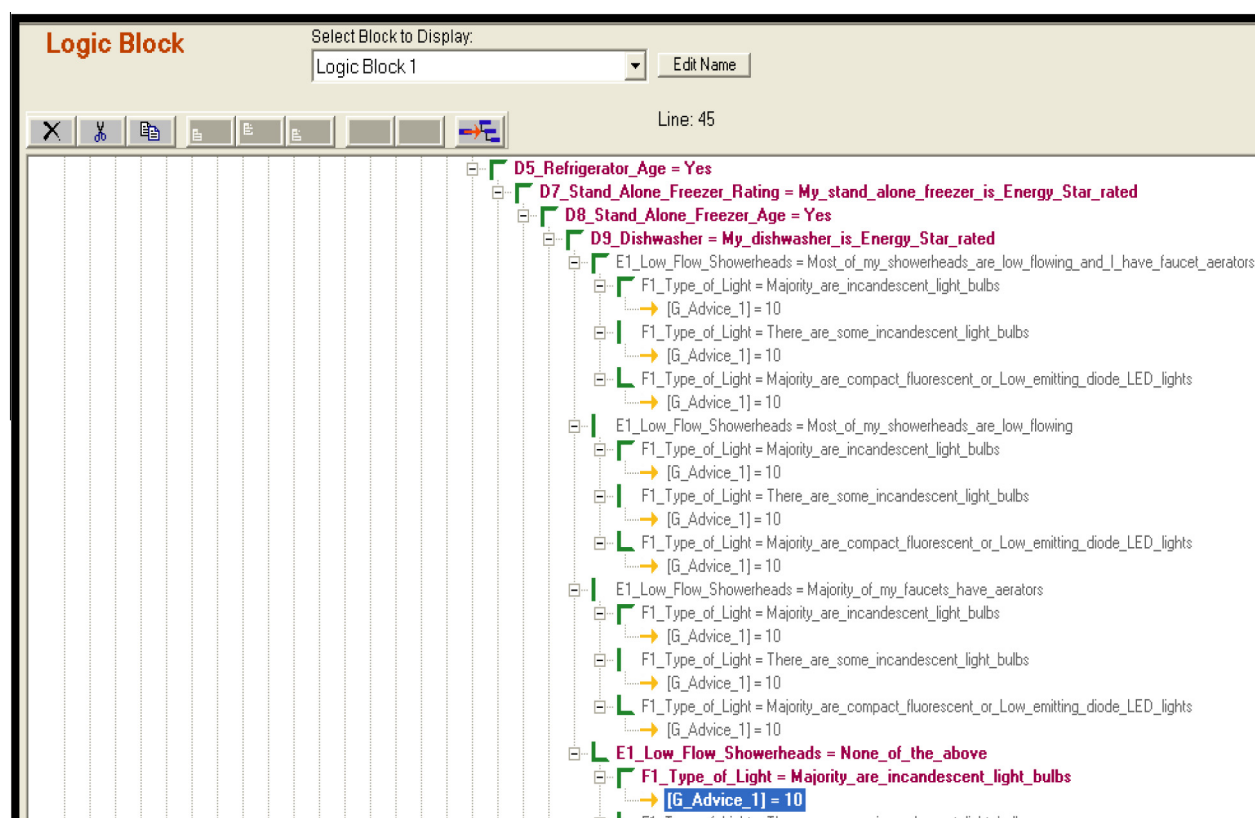 Logic Block
Select Block to Display:
Logic Block 1
Edit Name
Line: 45
D5_Refrigerator_Age = Yes
D7_Stand_Alone_Freezer_Rating = My_stand_alone_freezer_is_Energy_Star_rated
D8_Stand_Alone_Freezer_Age = Yes
D9_Dishwasher = My_dishwasher_is_Energy_Star_rated
E1_Low_Flow_Showerheads = Most_of_my_showerheads_are_low_flowing_and_I_have_faucet_aerators
F1_Type_of_Light = Majority_are_incandescent_light_bulbs
[G_Advice_1] = 10
F1_Type_of_Light = There_are_some_incandescent_light_bulbs
[G_Advice_1] = 10
F1_Type_of_Light = Majority_are_compact_fluorescent_or_Low_emitting_diode_LED_lights
[G_Advice_1] = 10
E1_Low_Flow_Showerheads = Most_of_my_showerheads_are_low_flowing
F1_Type_of_Light = Majority_are_incandescent_light_bulbs
[G_Advice_1] = 10
F1_Type_of_Light = There_are_some_incandescent_light_bulbs
[G_Advice_1] = 10
F1_Type_of_Light = Majority_are_compact_fluorescent_or_Low_emitting_diode_LED_lights
[G_Advice_1] = 10
E1_Low_Flow_Showerheads = Majority_of_my_faucets_have_aerators
F1_Type_of_Light = Majority_are_incandescent_light_bulbs
[G_Advice_1] = 10
F1_Type_of_Light = There_are_some_incandescent_light_bulbs
[G_Advice_1] = 10
F1_Type_of_Light = Majority_are_compact_fluorescent_or_Low_emitting_diode_LED_lights
[G_Advice_1] = 10
E1_Low_Flow_Showerheads = None_of_the_above
F1_Type_of_Light = Majority_are_incandescent_light_bulbs
[G_Advice_1] = 10